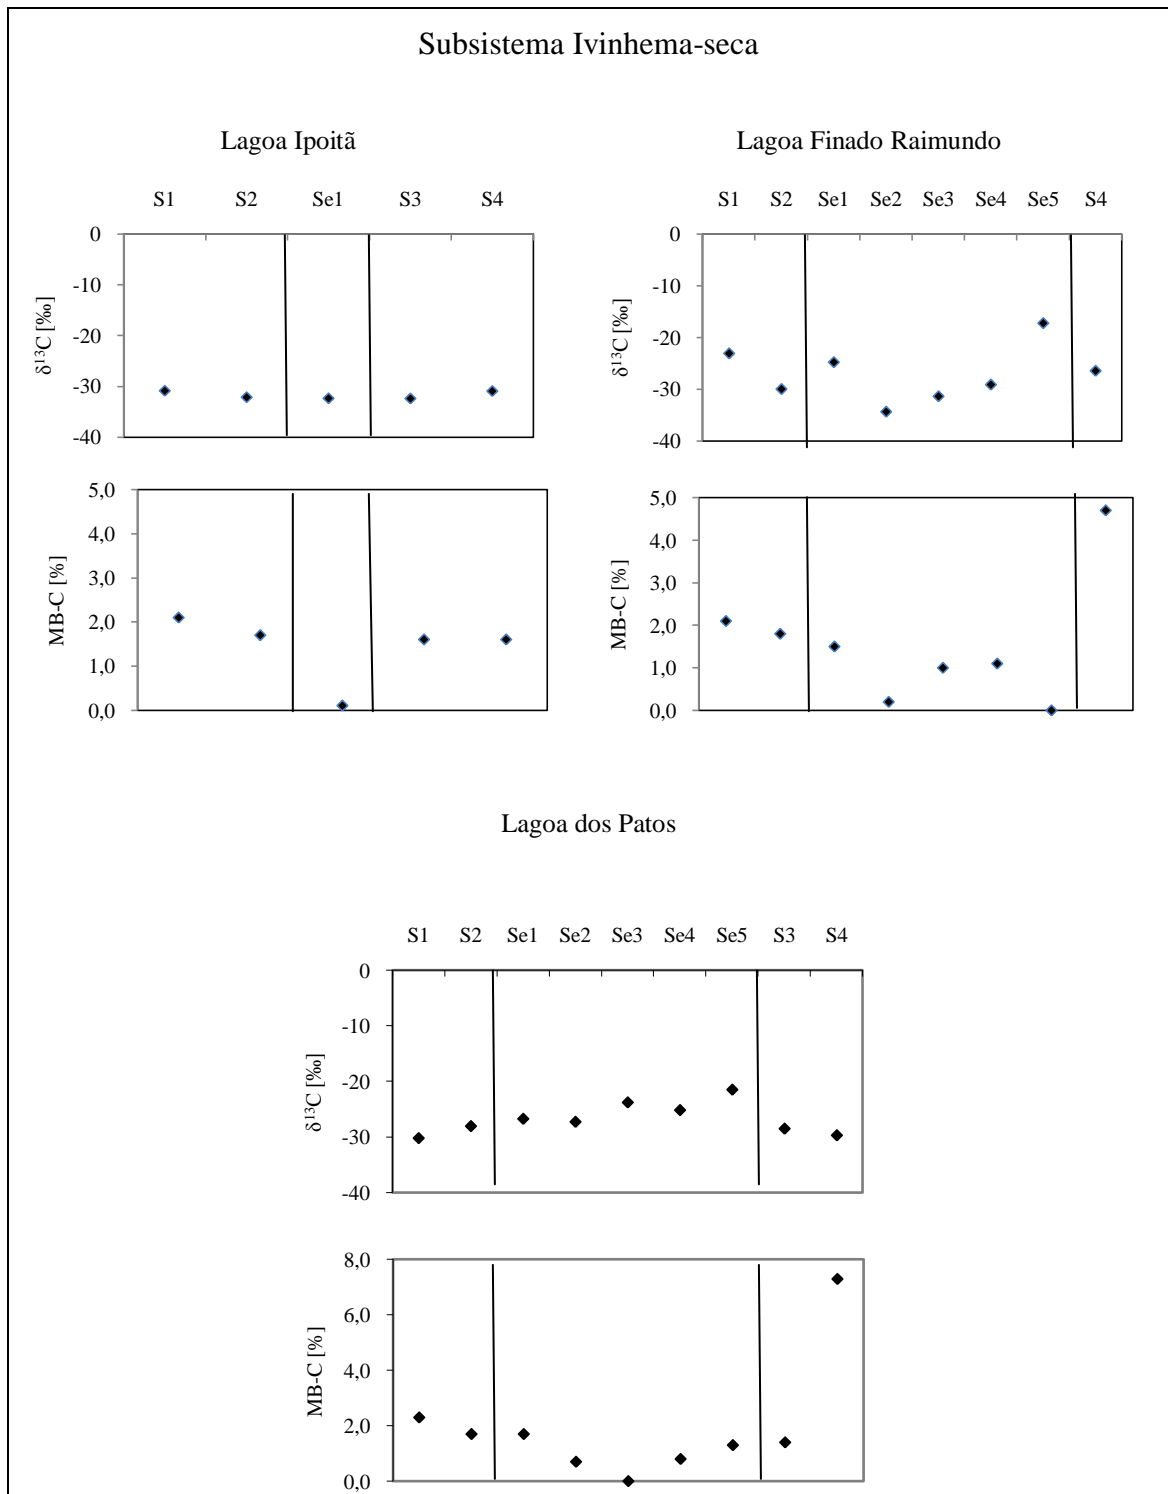 Subsistema Ivinhema-seca
Lagoa Ipoitã
S1 S2 Se1 S3 S4
0
-10
-20
-30
-40
δ¹³C [‰]
5,0
4,0
3,0
2,0
1,0
0,0
MB-C [%]
Lagoa Finado Raimundo
S1 S2 Se1 Se2 Se3 Se4 Se5 S4
0
-10
-20
-30
-40
δ¹³C [‰]
5,0
4,0
3,0
2,0
1,0
0,0
MB-C [%]
Lagoa dos Patos
S1 S2 Se1 Se2 Se3 Se4 Se5 S3 S4
0
-10
-20
-30
-40
δ¹³C [‰]
8,0
6,0
4,0
2,0
0,0
MB-C [%]